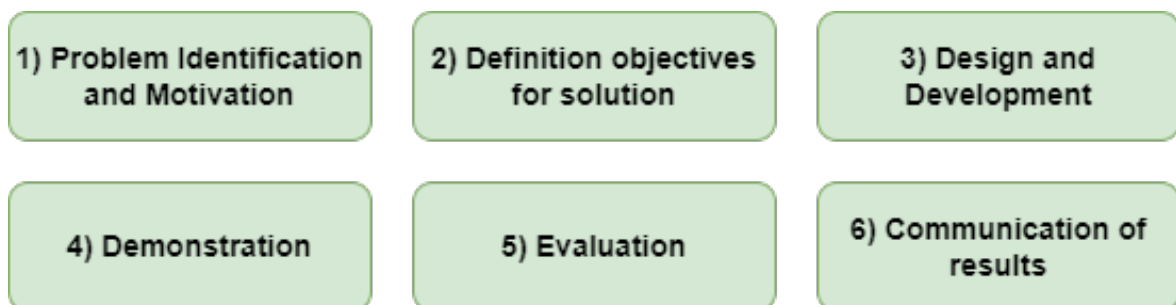 1) Problem Identification
and Motivation
2) Definition objectives
for solution
3) Design and
Development
4) Demonstration
5) Evaluation
6) Communication of
results